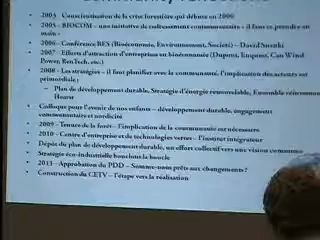 • 2003 Conscientisation de la crise forestière qui débute en 2000
• 2005 - BIOCOM – une initiative de redressement communautaire - il faut se prendre en
main -
• 2006 - Conférence BES (Bioéconomie, Environnement, Société) – David Suzuki
• 2007 - Efforts d'attraction d'entreprises en bioéconomie (Dupont, Enquest, Can Wind
Power, RenTech, etc.)
• 2008 - Les stratégies - il faut planifier avec la communauté, l'implication des acteurs est
primordiale ;
– Plan de développement durable, Stratégie d'énergie renouvelable, Ensemble réinventons
Hearst
• Colloque pour l'avenir de nos enfants – développement durable, engagement
communautaire et nordicité
• 2009 - Tenure de la forêt - l'implication de la communauté est nécessaire
• 2010 - Centre d'entreprise et de technologies vertes – l'institut intégrateur
• Dépôt du plan de développement durable, un effort collectif vers une vision commune
• Stratégie éco-industrielle bouclons la boucle
• 2011 - Approbation du PDD – Sommes-nous prêts aux changements?
• Construction du CETV – l'étape vers la réalisation